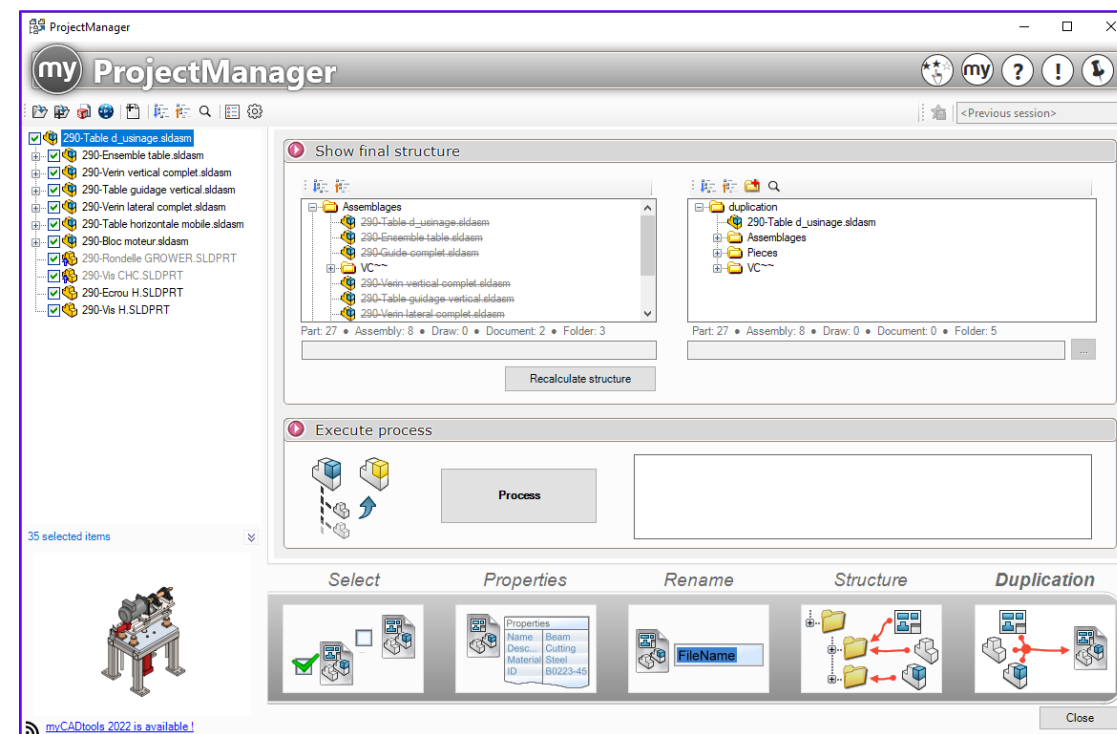 ProjectManager
my ProjectManager
my ? !
<Previous session>
290-Table d_usinage.sldasm
290-Ensemble table.sldasm
290-Verin vertical complet.sldasm
290-Table guidage vertical.sldasm
290-Verin lateral complet.sldasm
290-Table horizontale mobile.sldasm
290-Bloc moteur.sldasm
290-Rondelle GROWER.SLDPRT
290-Vis CHC.SLDPRT
290-Ecrou H.SLDPRT
290-Vis H.SLDPRT
35 selected items
myCADtools 2022 is available !
Show final structure
Assemblages
290-Table d_usinage.sldasm
290-Ensemble table.sldasm
290-Guide complet.sldasm
VC~~
290-Verin vertical complet.sldasm
290-Table guidage vertical.sldasm
290-Verin lateral complet.sldasm
Part: 27 ● Assembly: 8 ● Draw: 0 ● Document: 2 ● Folder: 3
Recalculate structure
duplication
290-Table d_usinage.sldasm
Assemblages
Pieces
VC~~
Part: 27 ● Assembly: 8 ● Draw: 0 ● Document: 0 ● Folder: 5
...
Execute process
Process
Select
Properties
Rename
Structure
Duplication
Properties
Name Beam
Desc... Cutting
Material Steel
ID B0223-45
FileName
Close